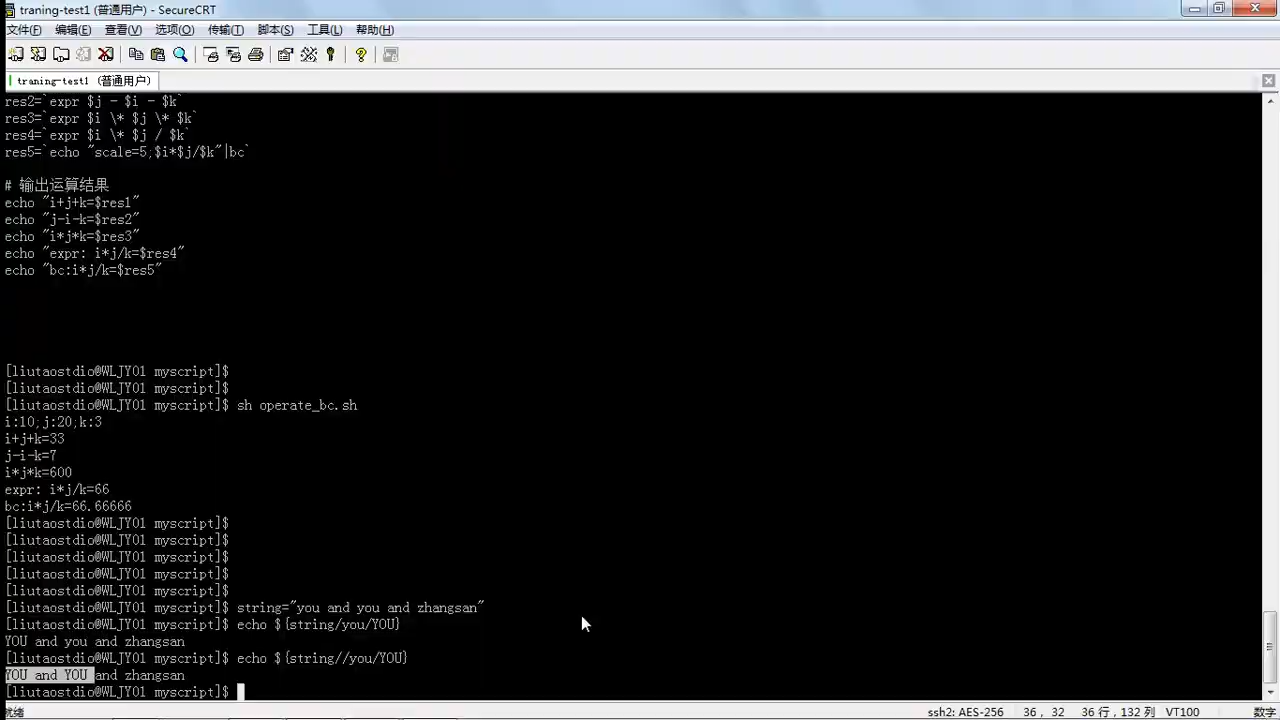 traning-test1 (普通用户) - SecureCRT
文件(F) 编辑(E) 查看(V) 选项(O) 传输(T) 脚本(S) 工具(L) 帮助(H)
traning-test1 (普通用户)
res2=`expr $j - $i - $k`
res3=`expr $i \* $j \* $k`
res4=`expr $i \* $j / $k`
res5=`echo "scale=5;$i*$j/$k"|bc`
# 输出运算结果
echo "i+j+k=$res1"
echo "j-i-k=$res2"
echo "i*j*k=$res3"
echo "expr: i*j/k=$res4"
echo "bc:i*j/k=$res5"
[liutaostdio@WLJY01 myscript]$
[liutaostdio@WLJY01 myscript]$
[liutaostdio@WLJY01 myscript]$ sh operate_bc.sh
i:10;j:20;k:3
i+j+k=33
j-i-k=7
i*j*k=600
expr: i*j/k=66
bc:i*j/k=66.66666
[liutaostdio@WLJY01 myscript]$
[liutaostdio@WLJY01 myscript]$
[liutaostdio@WLJY01 myscript]$
[liutaostdio@WLJY01 myscript]$
[liutaostdio@WLJY01 myscript]$
[liutaostdio@WLJY01 myscript]$ string="you and you and zhangsan"
[liutaostdio@WLJY01 myscript]$ echo ${string/you/YOU}
YOU and you and zhangsan
[liutaostdio@WLJY01 myscript]$ echo ${string//you/YOU}
YOU and YOU and zhangsan
[liutaostdio@WLJY01 myscript]$
就绪 ssh2: AES-256 36, 32 36 行, 132 列 VT100 数字